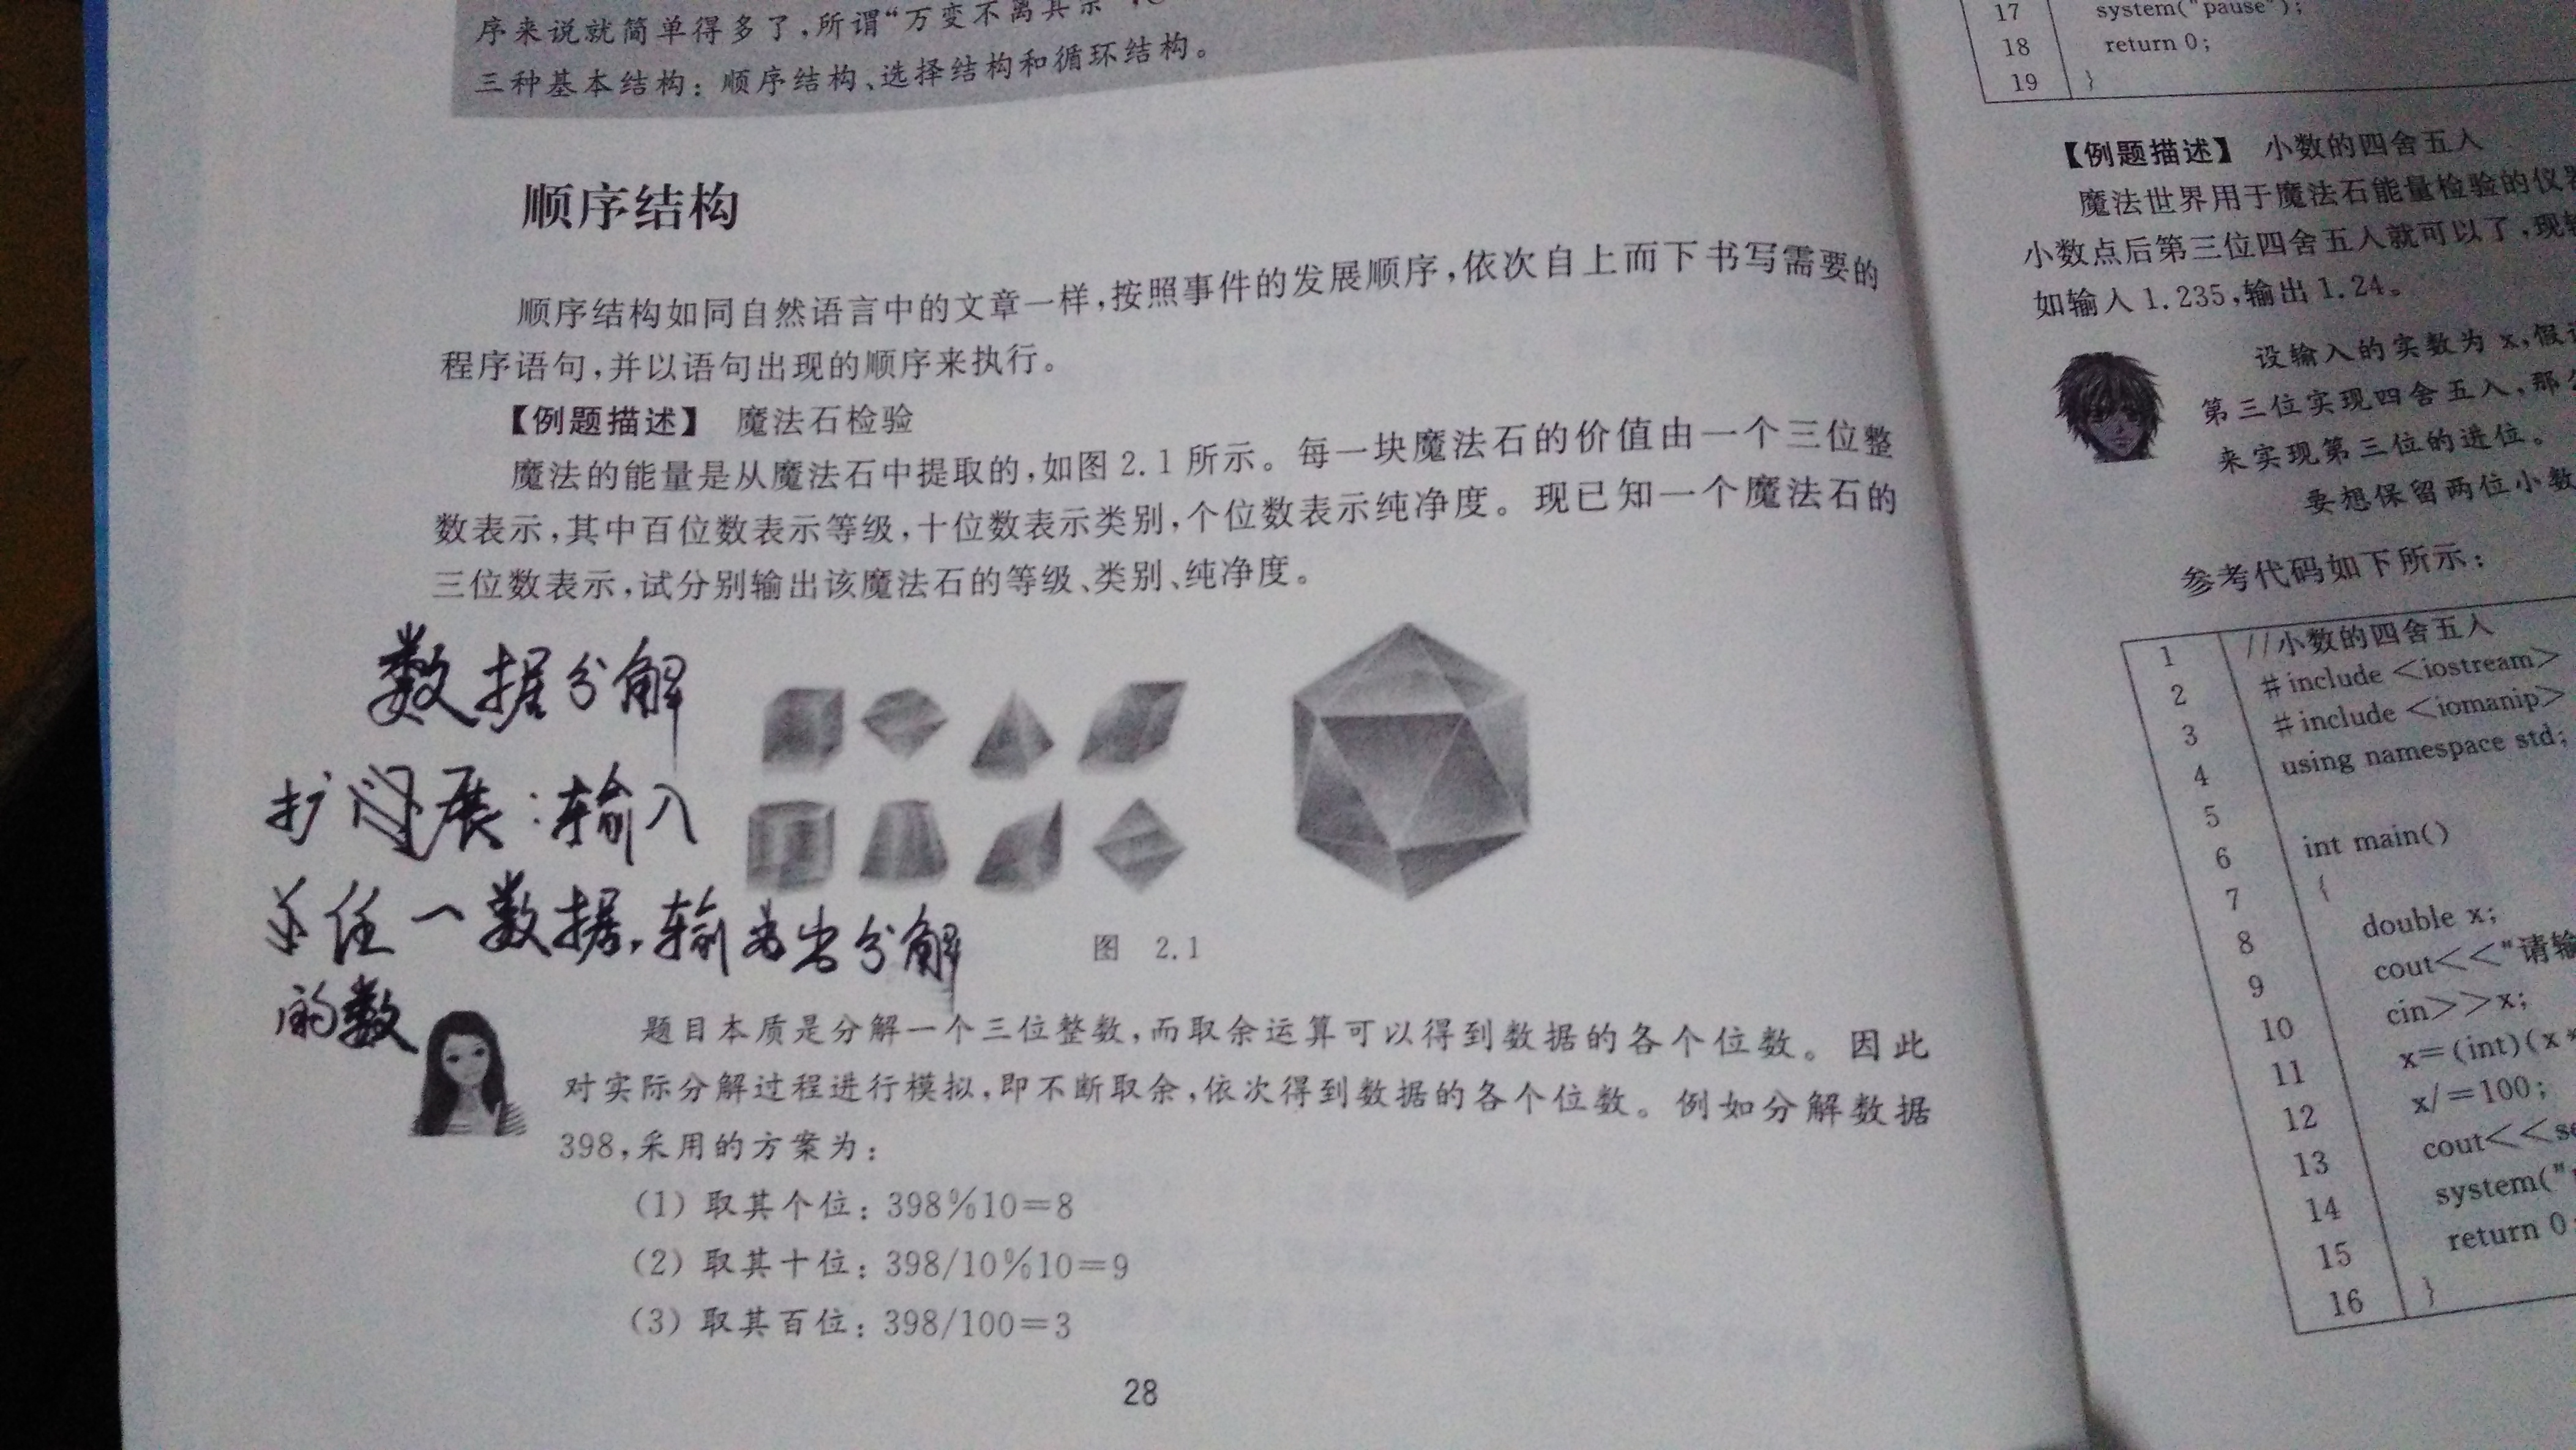 序来说就简单得多了，所谓“万变不离其宗”
三种基本结构：顺序结构、选择结构和循环结构。
顺序结构
顺序结构如同自然语言中的文章一样，按照事件的发展顺序，依次自上而下书写需要的
程序语句，并以语句出现的顺序来执行。
【例题描述】 魔法石检验
魔法的能量是从魔法石中提取的，如图2.1所示。每一块魔法石的价值由一个三位整
数表示，其中百位数表示等级，十位数表示类别，个位数表示纯净度。现已知一个魔法石的
三位数表示，试分别输出该魔法石的等级、类别、纯净度。
数据分解
扩展：输入
任一数据，输出分解
的数
图 2.1
题目本质是分解一个三位整数，而取余运算可以得到数据的各个位数。因此
对实际分解过程进行模拟，即不断取余，依次得到数据的各个位数。例如分解数据
398，采用的方案为：
（1）取其个位：398%10=8
（2）取其十位：398/10%10=9
（3）取其百位：398/100=3
28
17 system("pause");
18 return 0;
19 }
【例题描述】 小数的四舍五入
魔法世界用于魔法石能量检验的仪
小数点后第三位四舍五入就可以了，现
如输入1.235，输出1.24。
设输入的实数为x，假
第三位实现四舍五入，那
来实现第三位的进位。
要想保留两位小数
参考代码如下所示：
1 //小数的四舍五入
2 #include <iostream>
3 #include <iomanip>
4 using namespace std;
5
6 int main()
7 {
8 double x;
9 cout<<"请输
10 cin>>x;
11 x=(int)(x*
12 x/=100;
13 cout<<se
14 system("
15 return 0;
16 }